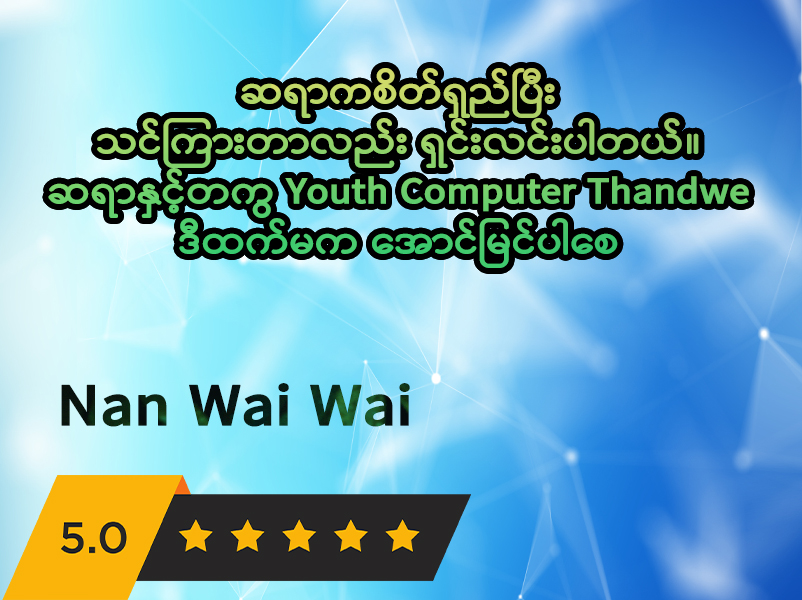 ဆရာကစိတ်ရှည်ပြီး
သင်ကြားတာလည်း ရှင်းလင်းပါတယ်။
ဆရာနှင့်တကွ Youth Computer Thandwe
ဒီထက်မက အောင်မြင်ပါစေ
Nan Wai Wai
5.0